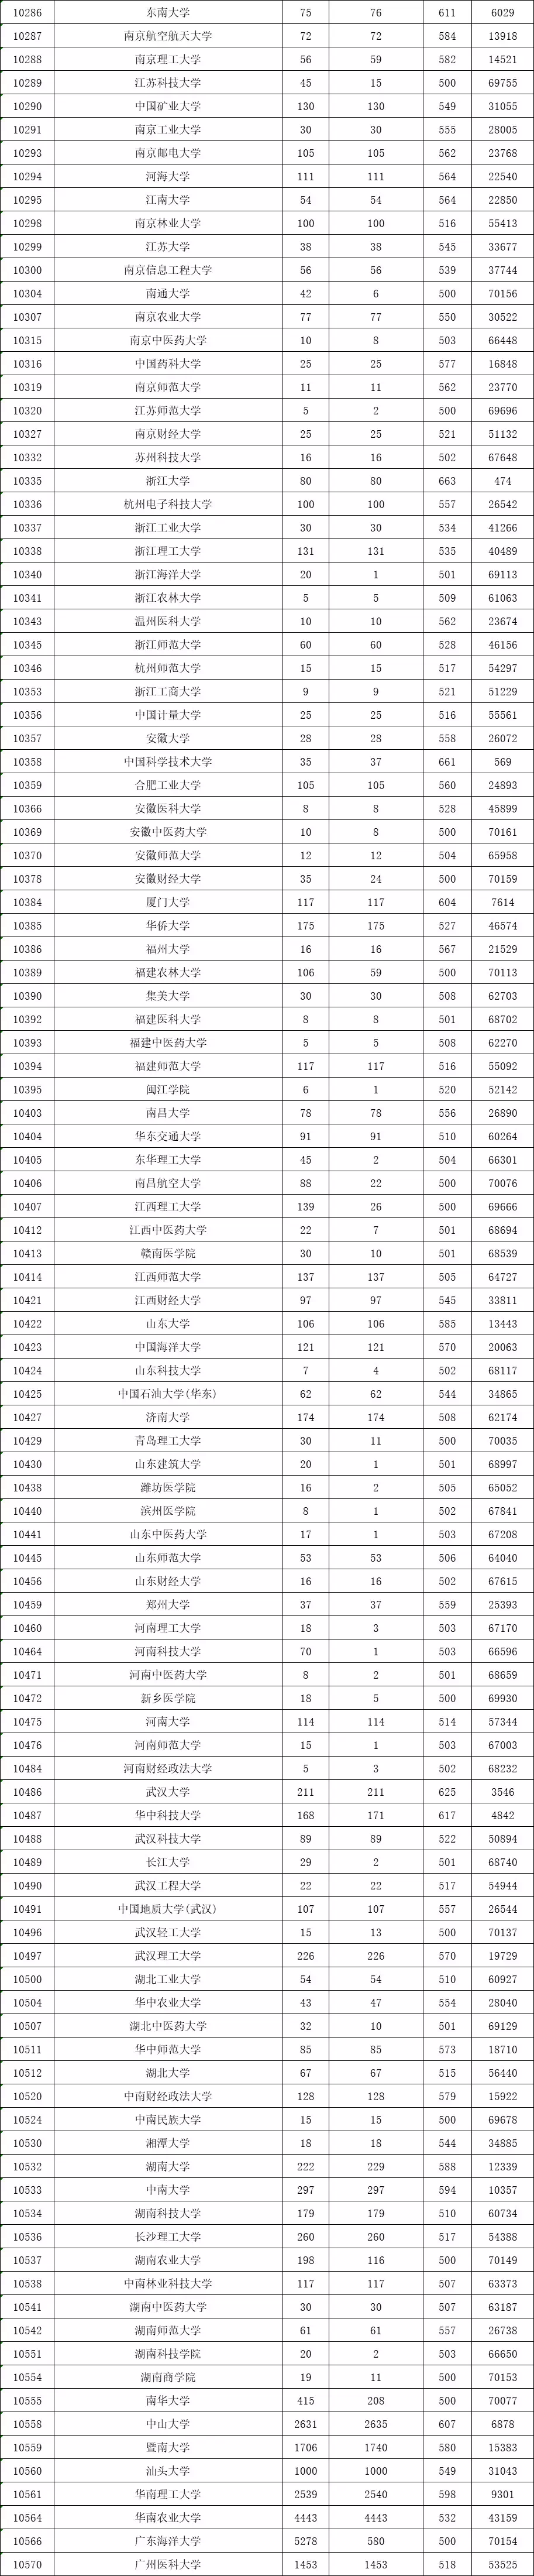 10286 东南大学 75 76 611 6029
10287 南京航空航天大学 72 72 584 13918
10288 南京理工大学 56 59 582 14521
10289 江苏科技大学 45 15 500 69755
10290 中国矿业大学 130 130 549 31055
10291 南京工业大学 30 30 555 28005
10293 南京邮电大学 105 105 562 23768
10294 河海大学 111 111 564 22540
10295 江南大学 54 54 564 22850
10298 南京林业大学 100 100 516 55413
10299 江苏大学 38 38 545 33677
10300 南京信息工程大学 56 56 539 37744
10304 南通大学 42 6 500 70156
10307 南京农业大学 77 77 550 30522
10315 南京中医药大学 10 8 503 66448
10316 中国药科大学 25 25 577 16848
10319 南京师范大学 11 11 562 23770
10320 江苏师范大学 5 2 500 69696
10327 南京财经大学 25 25 521 51132
10332 苏州科技大学 16 16 502 67648
10335 浙江大学 80 80 663 474
10336 杭州电子科技大学 100 100 557 26542
10337 浙江工业大学 30 30 534 41266
10338 浙江理工大学 131 131 535 40489
10340 浙江海洋大学 20 1 501 69113
10341 浙江农林大学 5 5 509 61063
10343 温州医科大学 10 10 562 23674
10345 浙江师范大学 60 60 528 46156
10346 杭州师范大学 15 15 517 54297
10353 浙江工商大学 9 9 521 51229
10356 中国计量大学 25 25 516 55561
10357 安徽大学 28 28 558 26072
10358 中国科学技术大学 35 37 661 569
10359 合肥工业大学 105 105 560 24893
10366 安徽医科大学 8 8 528 45899
10369 安徽中医药大学 10 8 500 70161
10370 安徽师范大学 12 12 504 65958
10378 安徽财经大学 35 24 500 70159
10384 厦门大学 117 117 604 7614
10385 华侨大学 175 175 527 46574
10386 福州大学 16 16 567 21529
10389 福建农林大学 106 59 500 70113
10390 集美大学 30 30 508 62703
10392 福建医科大学 8 8 501 68702
10393 福建中医药大学 5 5 508 62270
10394 福建师范大学 117 117 516 55092
10395 闽江学院 6 1 520 52142
10403 南昌大学 78 78 556 26890
10404 华东交通大学 91 91 510 60264
10405 东华理工大学 45 2 504 66301
10406 南昌航空大学 88 22 500 70076
10407 江西理工大学 139 26 500 69666
10412 江西中医药大学 22 7 501 68694
10413 赣南医学院 30 10 501 68539
10414 江西师范大学 137 137 505 64727
10421 江西财经大学 97 97 545 33811
10422 山东大学 106 106 585 13443
10423 中国海洋大学 121 121 570 20063
10424 山东科技大学 7 4 502 68117
10425 中国石油大学(华东) 62 62 544 34865
10427 济南大学 174 174 508 62174
10429 青岛理工大学 30 11 500 70035
10430 山东建筑大学 20 1 501 68997
10438 潍坊医学院 16 2 505 65052
10440 滨州医学院 8 1 502 67841
10441 山东中医药大学 17 1 503 67208
10445 山东师范大学 53 53 506 64040
10456 山东财经大学 16 16 502 67615
10459 郑州大学 37 37 559 25393
10460 河南理工大学 18 3 503 67170
10464 河南科技大学 70 1 503 66596
10471 河南中医药大学 8 2 501 68659
10472 新乡医学院 18 5 500 69930
10475 河南大学 114 114 514 57344
10476 河南师范大学 15 1 503 67003
10484 河南财经政法大学 5 3 502 68232
10486 武汉大学 211 211 625 3546
10487 华中科技大学 168 171 617 4842
10488 武汉科技大学 89 89 522 50894
10489 长江大学 29 2 501 68740
10490 武汉工程大学 22 22 517 54944
10491 中国地质大学(武汉) 107 107 557 26544
10496 武汉轻工大学 15 13 500 70137
10497 武汉理工大学 226 226 570 19729
10500 湖北工业大学 54 54 510 60927
10504 华中农业大学 43 47 554 28040
10507 湖北中医药大学 32 10 501 69129
10511 华中师范大学 85 85 573 18710
10512 湖北大学 67 67 515 56440
10520 中南财经政法大学 128 128 579 15922
10524 中南民族大学 15 15 500 69678
10530 湘潭大学 18 18 544 34885
10532 湖南大学 222 229 588 12339
10533 中南大学 297 297 594 10357
10534 湖南科技大学 179 179 510 60734
10536 长沙理工大学 260 260 517 54388
10537 湖南农业大学 198 116 500 70149
10538 中南林业科技大学 117 117 507 63373
10541 湖南中医药大学 30 30 507 63187
10542 湖南师范大学 61 61 557 26738
10551 湖南科技学院 20 2 503 66650
10554 湖南商学院 19 11 500 70153
10555 南华大学 415 208 500 70077
10558 中山大学 2631 2635 607 6878
10559 暨南大学 1706 1740 580 15383
10560 汕头大学 1000 1000 549 31043
10561 华南理工大学 2539 2540 598 9301
10564 华南农业大学 4443 4443 532 43159
10566 广东海洋大学 5278 580 500 70154
10570 广州医科大学 1453 1453 518 53525